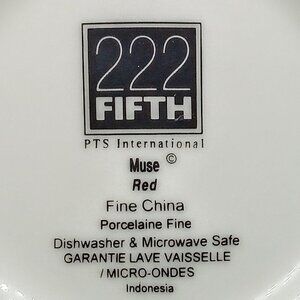 222
FIFTH
PTS International
Muse ©
Red
Fine China
Porcelaine Fine
Dishwasher & Microwave Safe
GARANTIE LAVE VAISSELLE
/ MICRO-ONDES
Indonesia